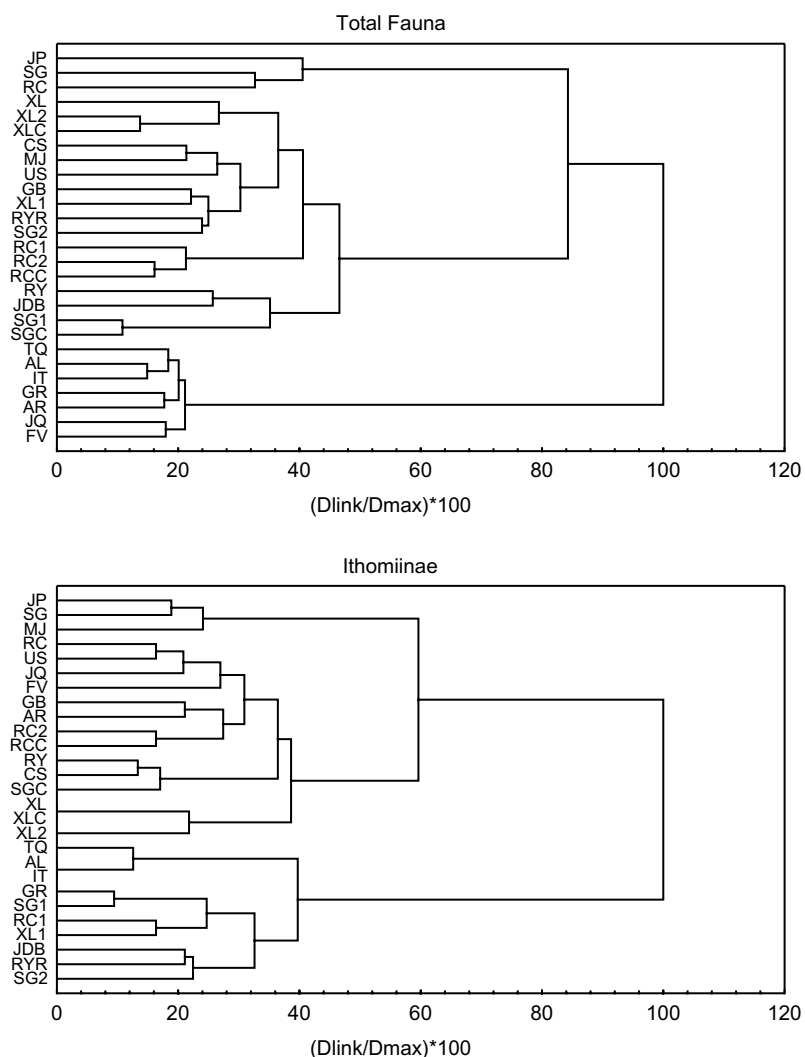 Total Fauna
JP
SG
RC
XL
XL2
XLC
CS
MJ
US
GB
XL1
RYR
SG2
RC1
RC2
RCC
RY
JDB
SG1
SGC
TQ
AL
IT
GR
AR
JQ
FV
0 20 40 60 80 100 120
(Dlink/Dmax)*100
Ithomiinae
JP
SG
MJ
RC
US
JQ
FV
GB
AR
RC2
RCC
RY
CS
SGC
XL
XLC
XL2
TQ
AL
IT
GR
SG1
RC1
XL1
JDB
RYR
SG2
0 20 40 60 80 100 120
(Dlink/Dmax)*100